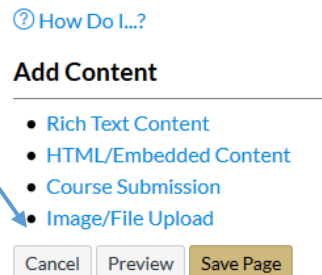 ? How Do I...?
Add Content
• Rich Text Content
• HTML/Embedded Content
• Course Submission
• Image/File Upload
Cancel Preview Save Page